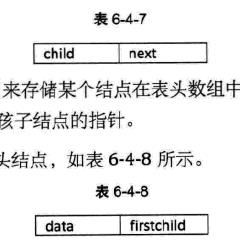 表 6-4-7
child next
来存储某个结点在表头数组中
孩子结点的指针。
头结点，如表 6-4-8 所示。
表 6-4-8
data firstchild